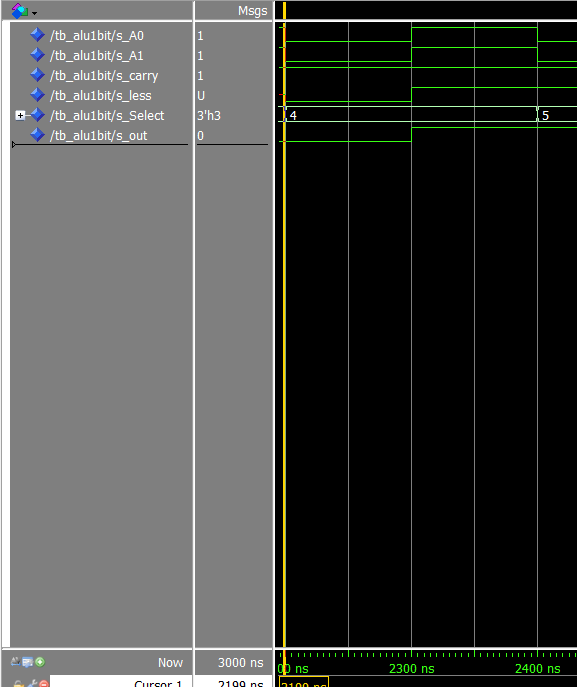 Msgs
/tb_alu1bit/s_A0 1
/tb_alu1bit/s_A1 1
/tb_alu1bit/s_carry 1
/tb_alu1bit/s_less U
/tb_alu1bit/s_Select 3'h3 4 5
/tb_alu1bit/s_out 0
Now 3000 ns 00 ns 2300 ns 2400 ns
Cursor 1 2199 ns 2199 ns